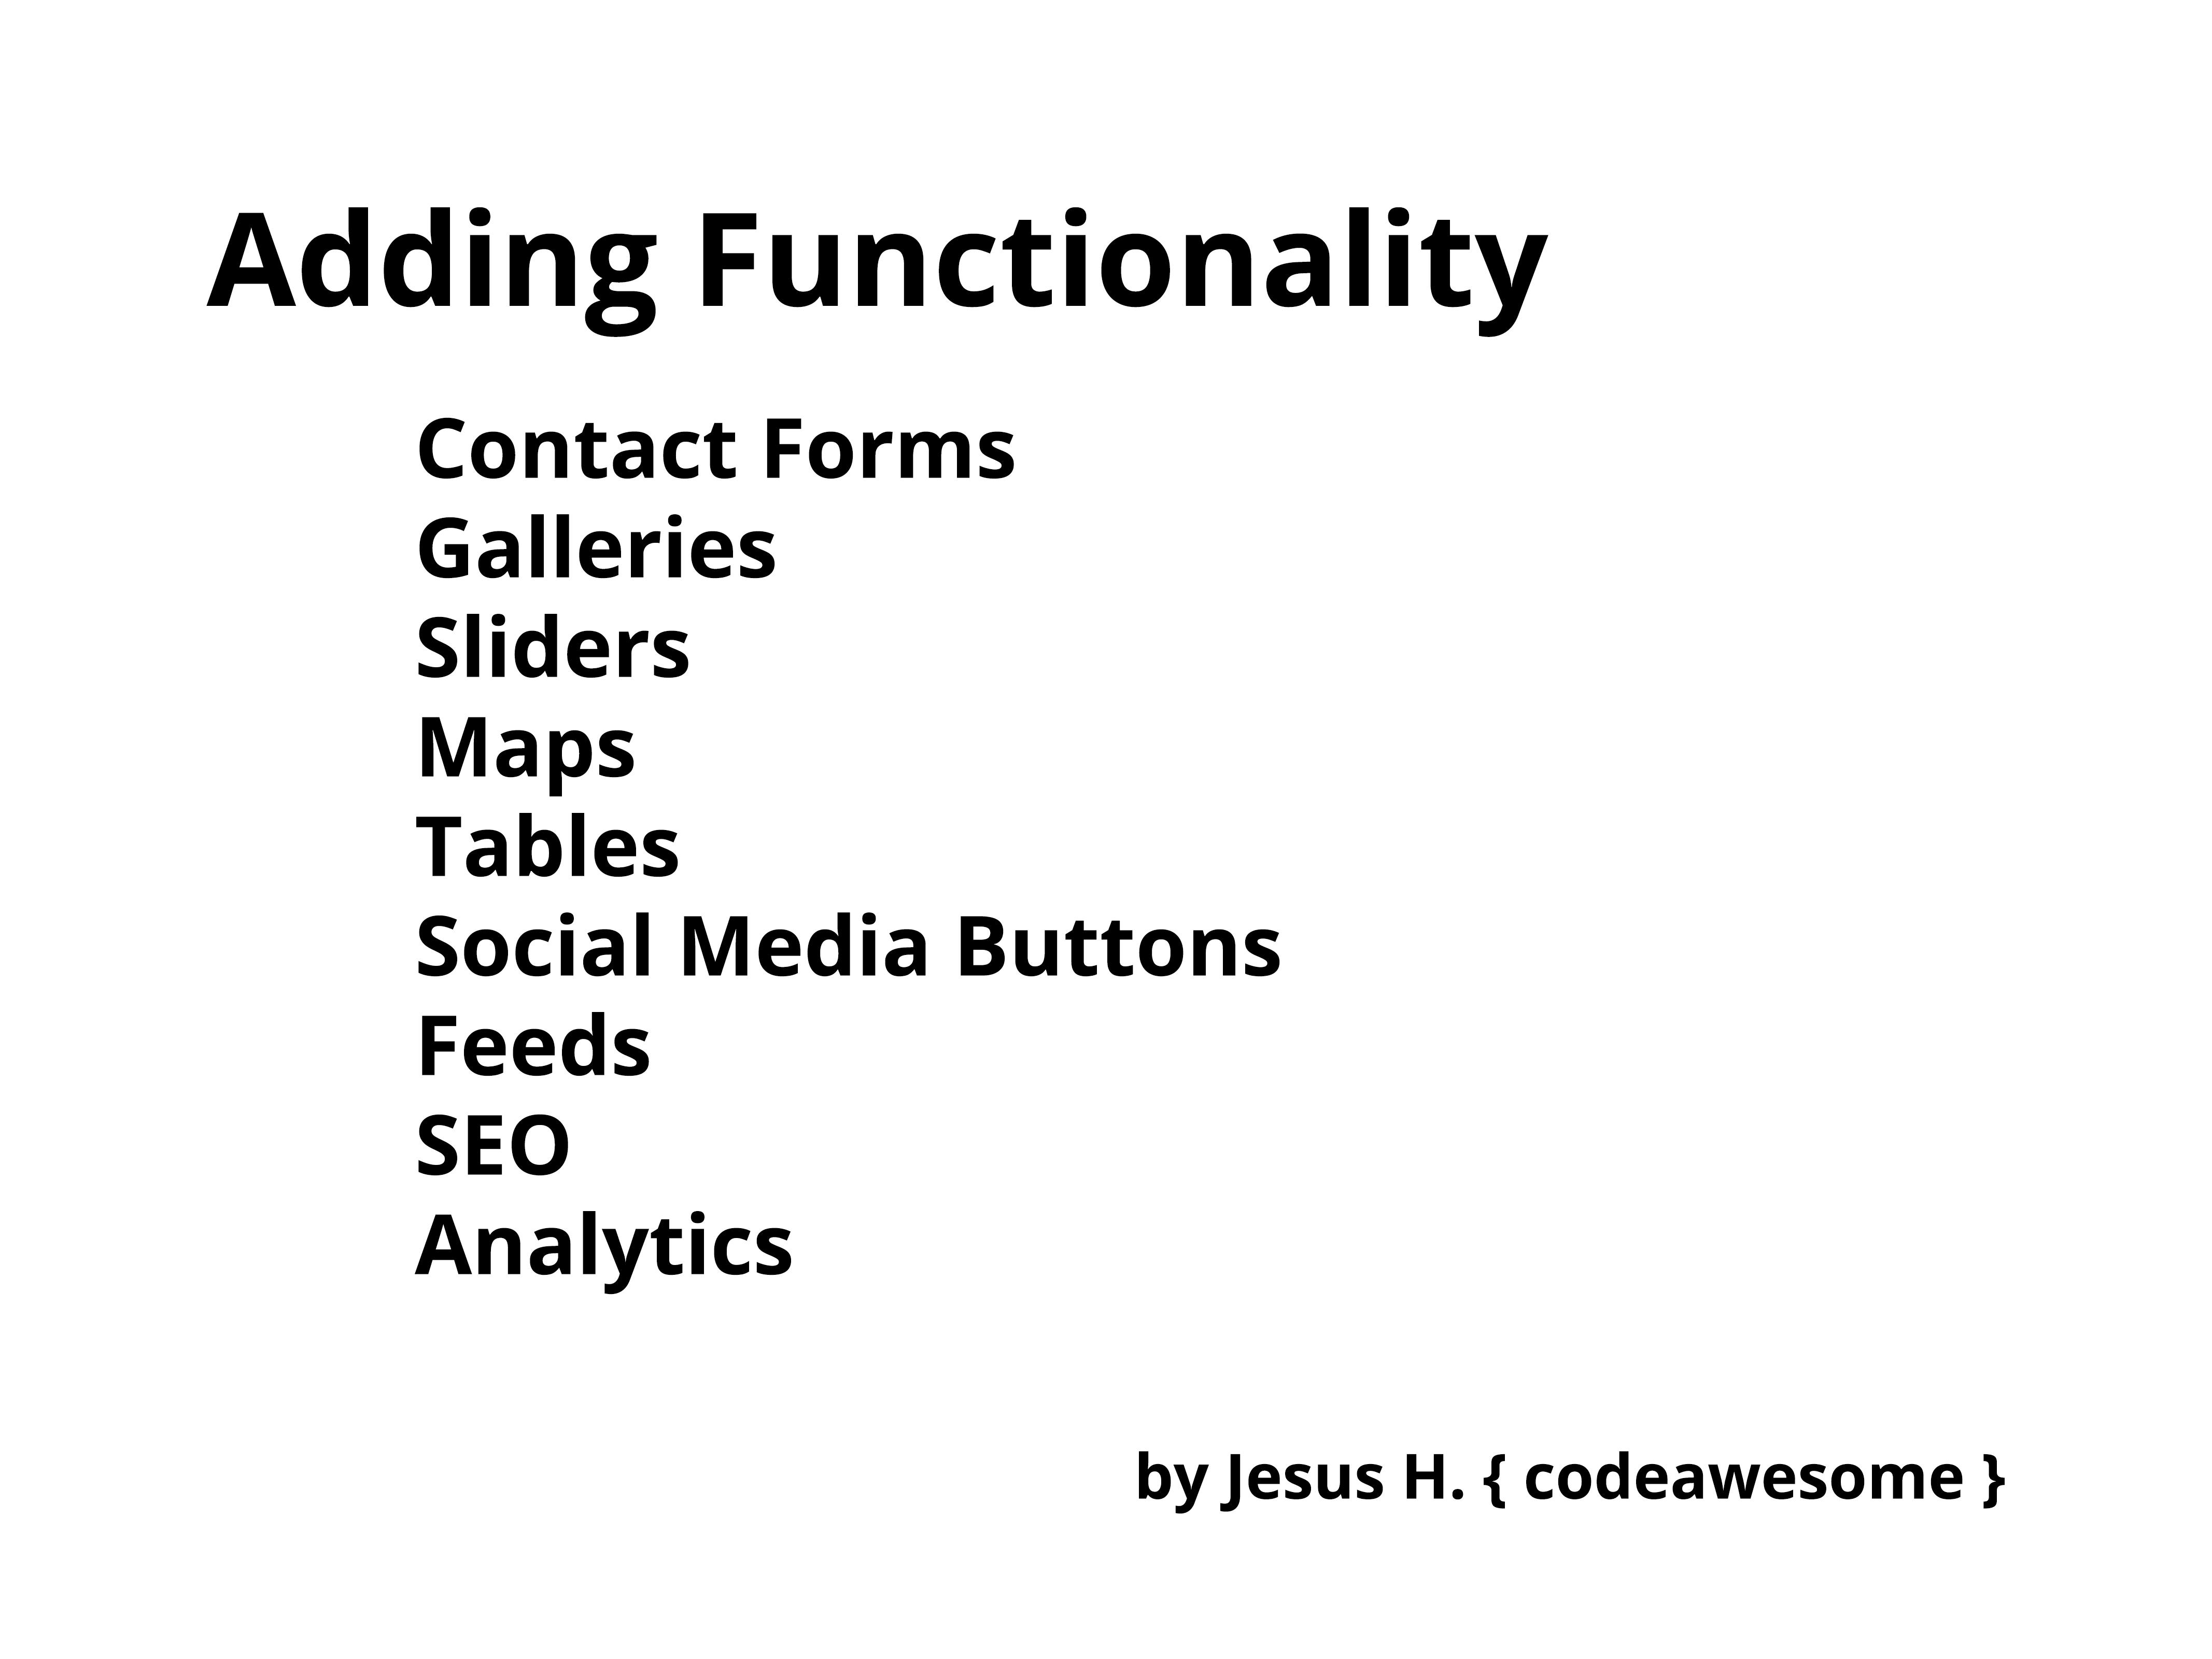 Adding Functionality
Contact Forms
Galleries
Sliders
Maps
Tables
Social Media Buttons
Feeds
SEO
Analytics
by Jesus H. { codeawesome }